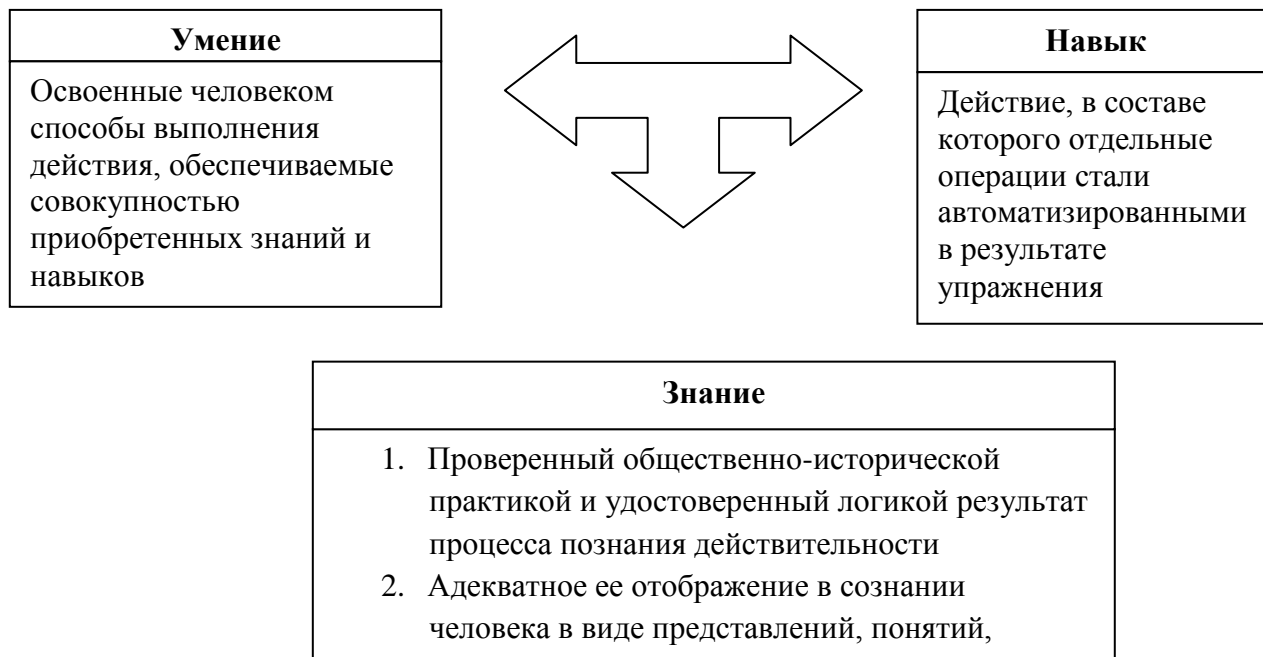 Умение
Освоенные человеком
способы выполнения
действия, обеспечиваемые
совокупностью
приобретенных знаний и
навыков
Навык
Действие, в составе
которого отдельные
операции стали
автоматизированными
в результате
упражнения
Знание
1. Проверенный общественно-исторической
практикой и удостоверенный логикой результат
процесса познания действительности
2. Адекватное ее отображение в сознании
человека в виде представлений, понятий,